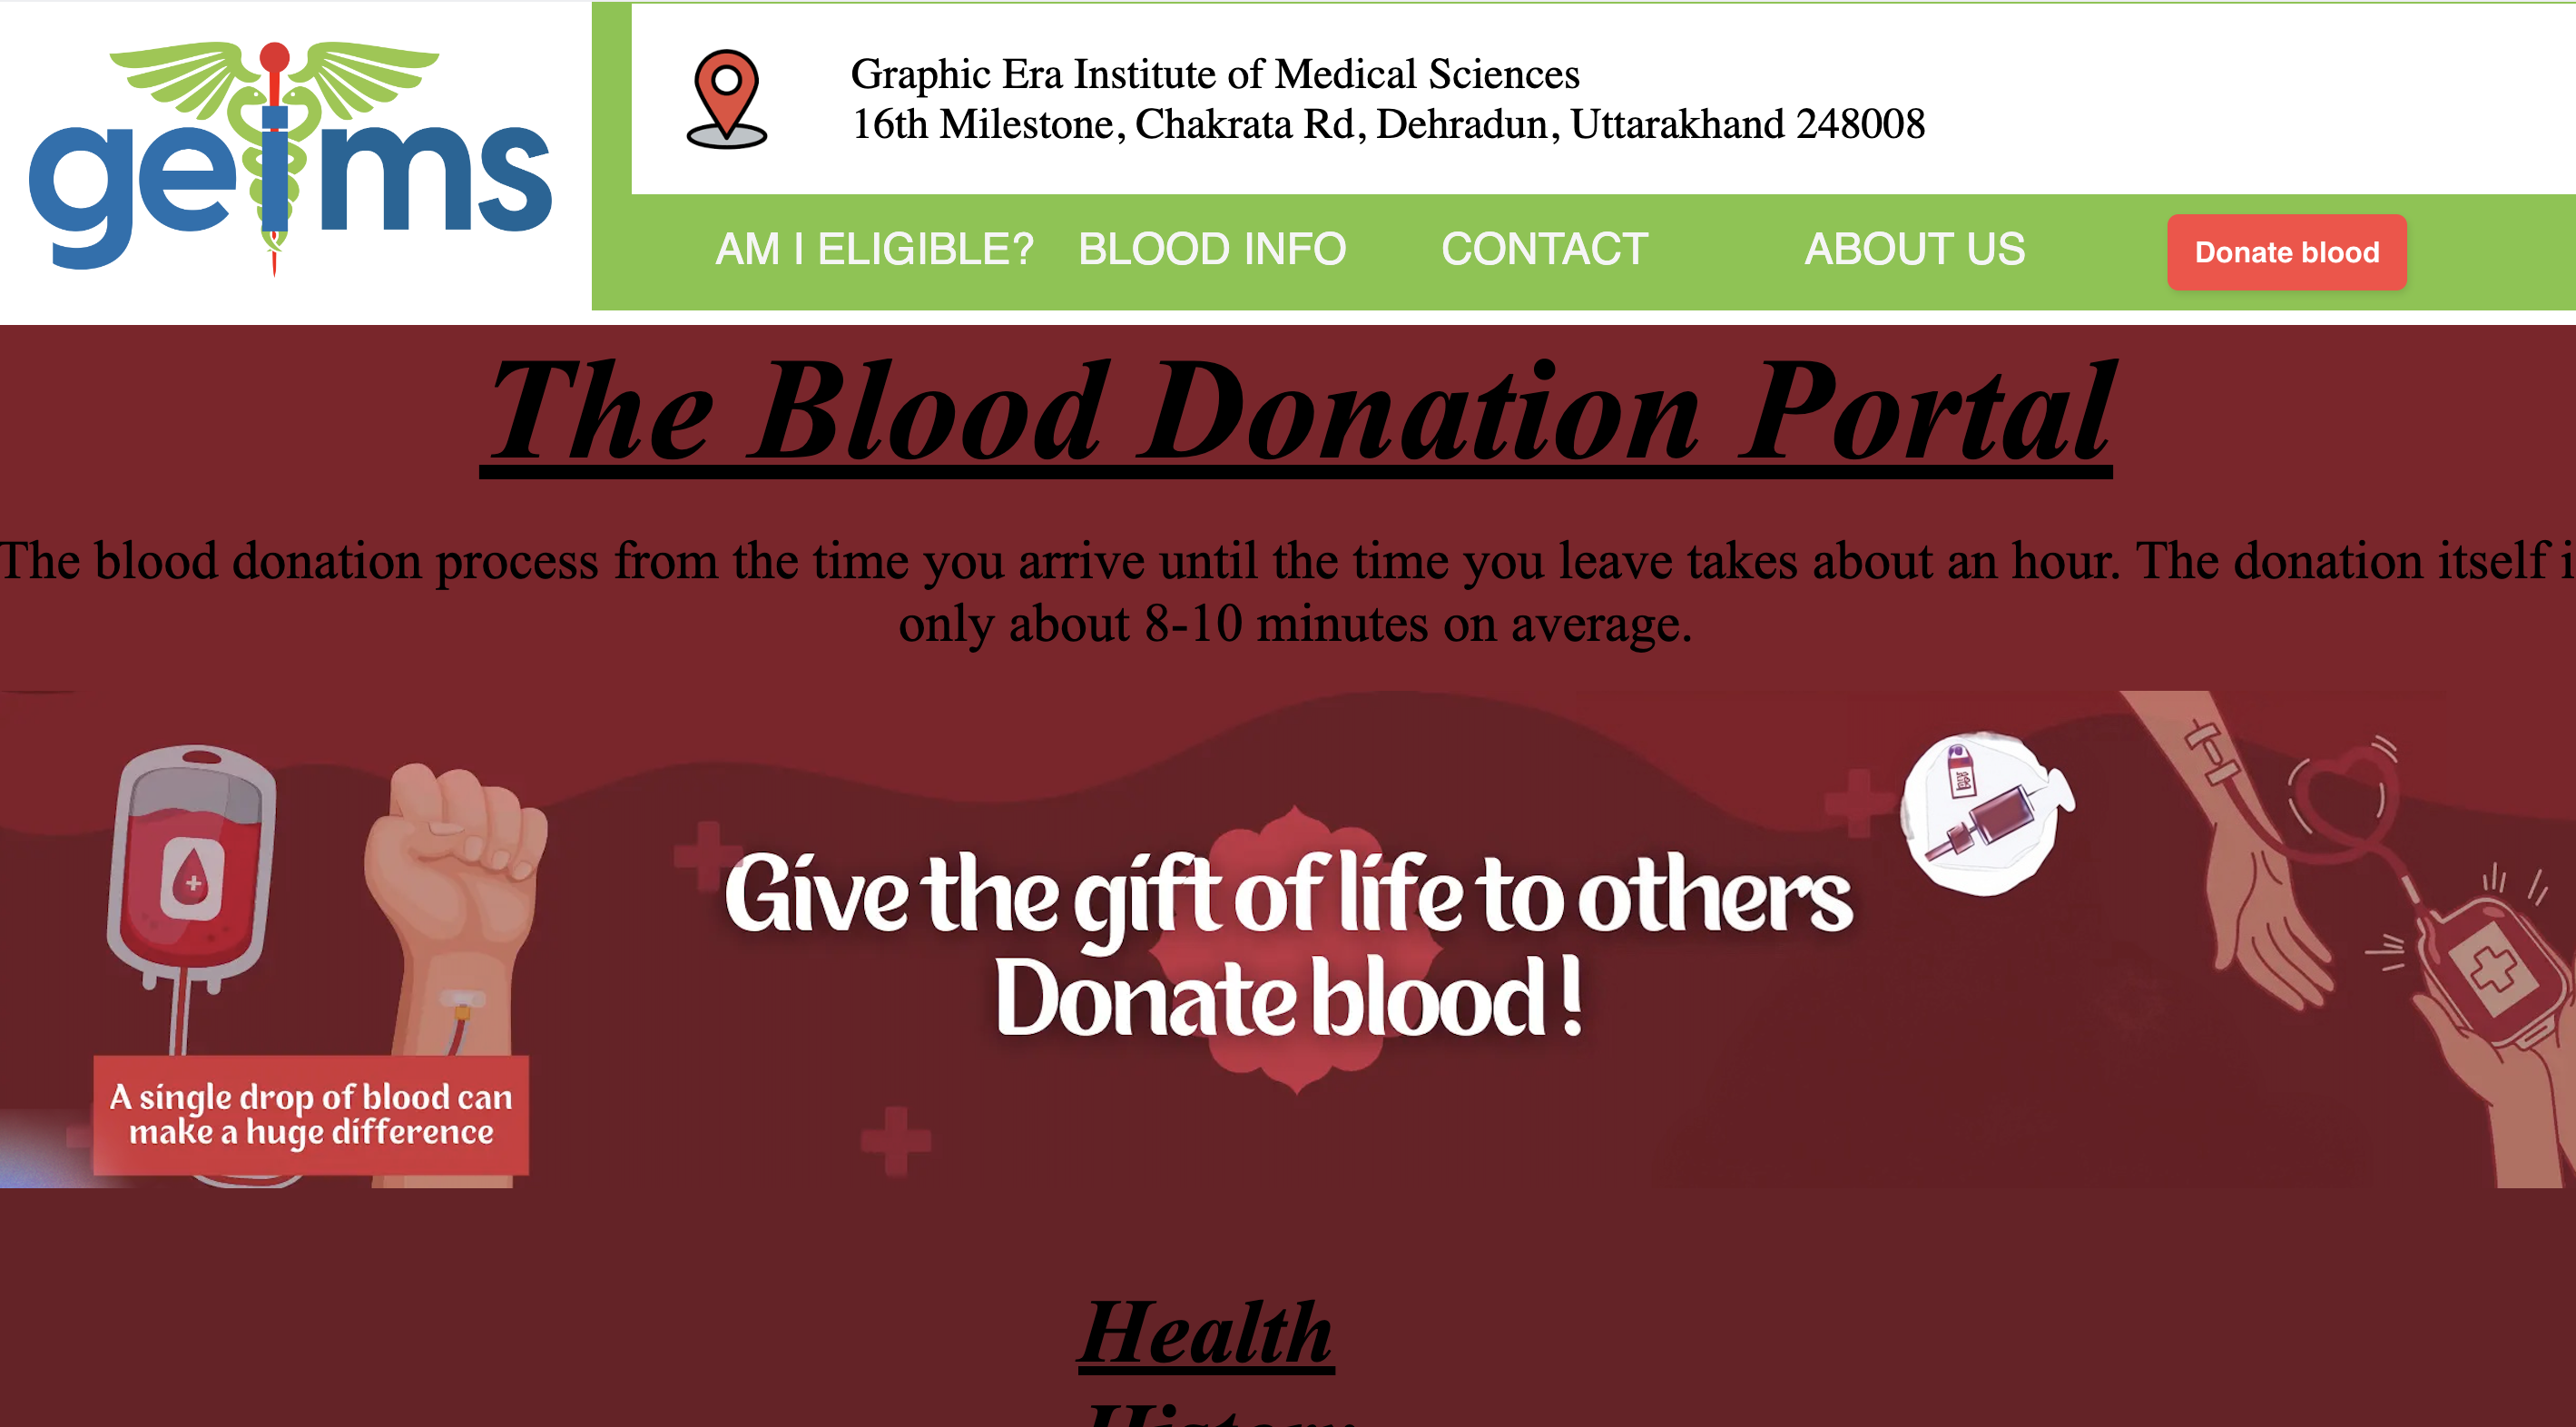 geims
Graphic Era Institute of Medical Sciences
16th Milestone, Chakrata Rd, Dehradun, Uttarakhand 248008
AM I ELIGIBLE? BLOOD INFO CONTACT ABOUT US Donate blood
The Blood Donation Portal
The blood donation process from the time you arrive until the time you leave takes about an hour. The donation itself i
only about 8-10 minutes on average.
Give the gift of life to others
Donate blood !
A single drop of blood can
make a huge difference
Health
History